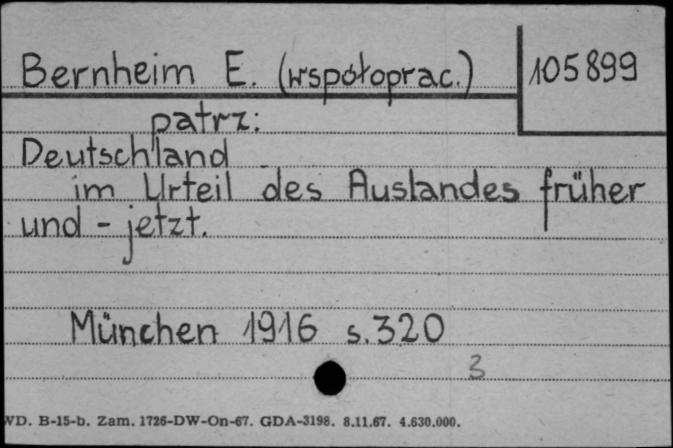 Bernheim E. (współoprac.) 105899
patrz:
Deutschland
im Urteil des Auslandes früher
und - jetzt.
München 1916 s. 320
3
WD. B-15-b. Zam. 1726-DW-On-67. GDA-3198. 8.11.67. 4.630.000.